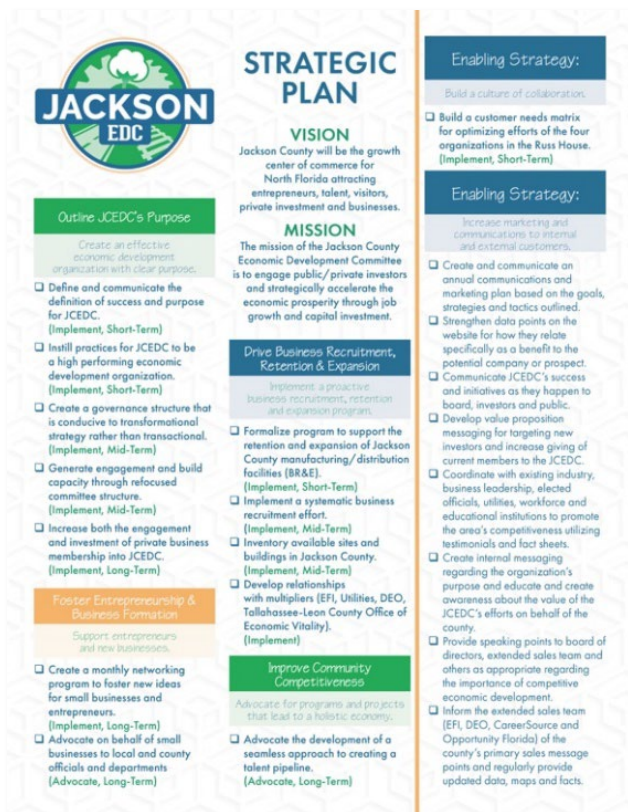 JACKSON
EDC
Outline JCEDC's Purpose
Create an effective
economic development
organization with clear purpose.
❑ Define and communicate the
definition of success and purpose
for JCEDC.
(Implement, Short-Term)
❑ Instill practices for JCEDC to be
a high performing economic
development organization.
(Implement, Short-Term)
❑ Create a governance structure that
is conducive to transformational
strategy rather than transactional.
(Implement, Mid-Term)
❑ Generate engagement and build
capacity through refocused
committee structure.
(Implement, Mid-Term)
❑ Increase both the engagement
and investment of private business
membership into JCEDC.
(Implement, Long-Term)
Foster Entrepreneurship &
Business Formation
Support entrepreneurs
and new businesses.
❑ Create a monthly networking
program to foster new ideas
for small businesses and
entrepreneurs.
(Implement, Long-Term)
❑ Advocate on behalf of small
businesses to local and county
officials and departments
(Advocate, Long-Term)
STRATEGIC
PLAN
VISION
Jackson County will be the growth
center of commerce for
North Florida attracting
entrepreneurs, talent, visitors,
private investment and businesses.
MISSION
The mission of the Jackson County
Economic Development Committee
is to engage public/private investors
and strategically accelerate the
economic prosperity through job
growth and capital investment.
Drive Business Recruitment,
Retention & Expansion
Implement a proactive
business recruitment, retention
and expansion program.
❑ Formalize program to support the
retention and expansion of Jackson
County manufacturing/distribution
facilities (BR&E).
(Implement, Short-Term)
❑ Implement a systematic business
recruitment effort.
(Implement, Mid-Term)
❑ Inventory available sites and
buildings in Jackson County.
(Implement, Mid-Term)
❑ Develop relationships
with multipliers (EFI, Utilities, DEO,
Tallahassee-Leon County Office of
Economic Vitality).
(Implement)
Improve Community
Competitiveness
Advocate for programs and projects
that lead to a holistic economy.
❑ Advocate the development of a
seamless approach to creating a
talent pipeline.
(Advocate, Long-Term)
Enabling Strategy:
Build a culture of collaboration.
❑ Build a customer needs matrix
for optimizing efforts of the four
organizations in the Russ House.
(Implement, Short-Term)
Enabling Strategy:
Increase marketing and
communications to internal
and external customers.
❑ Create and communicate an
annual communications and
marketing plan based on the goals,
strategies and tactics outlined.
❑ Strengthen data points on the
website for how they relate
specifically as a benefit to the
potential company or prospect.
❑ Communicate JCEDC's success
and initiatives as they happen to
board, investors and public.
❑ Develop value proposition
messaging for targeting new
investors and increase giving of
current members to the JCEDC.
❑ Coordinate with existing industry,
business leadership, elected
officials, utilities, workforce and
educational institutions to promote
the area's competitiveness utilizing
testimonials and fact sheets.
❑ Create internal messaging
regarding the organization's
purpose and educate and create
awareness about the value of the
JCEDC's efforts on behalf of the
county.
❑ Provide speaking points to board of
directors, extended sales team and
others as appropriate regarding
the importance of competitive
economic development.
❑ Inform the extended sales team
(EFI, DEO, CareerSource and
Opportunity Florida) of the
county's primary sales message
points and regularly provide
updated data, maps and facts.